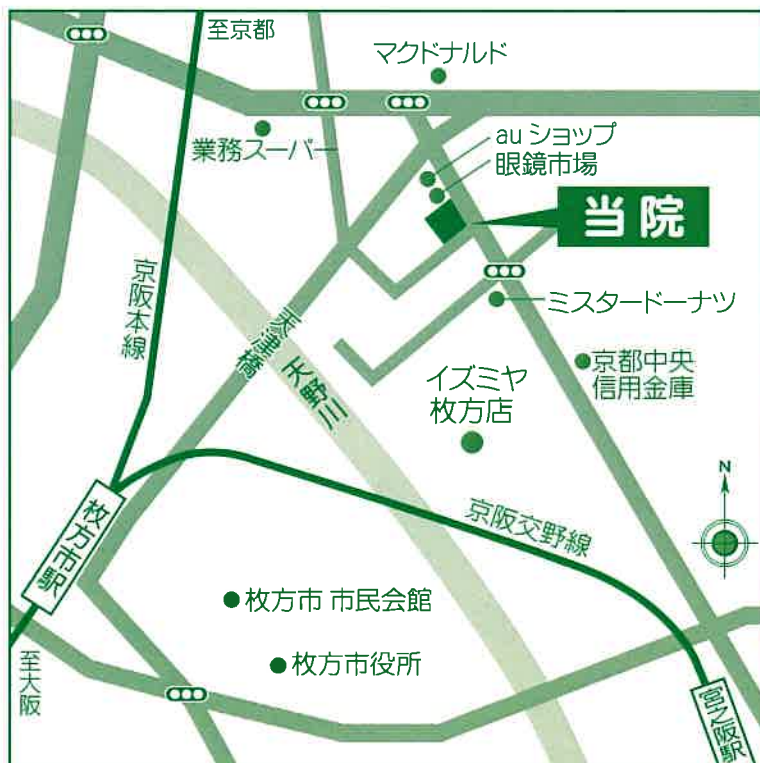 至京都
マクドナルド
業務スーパー
au ショップ
眼鏡市場
当院
京阪本線
ミスタードーナツ
天津橋
天野川
京都中央
信用金庫
イズミヤ
枚方店
N
枚方市駅
京阪交野線
枚方市 市民会館
枚方市役所
至大阪
宮之阪駅